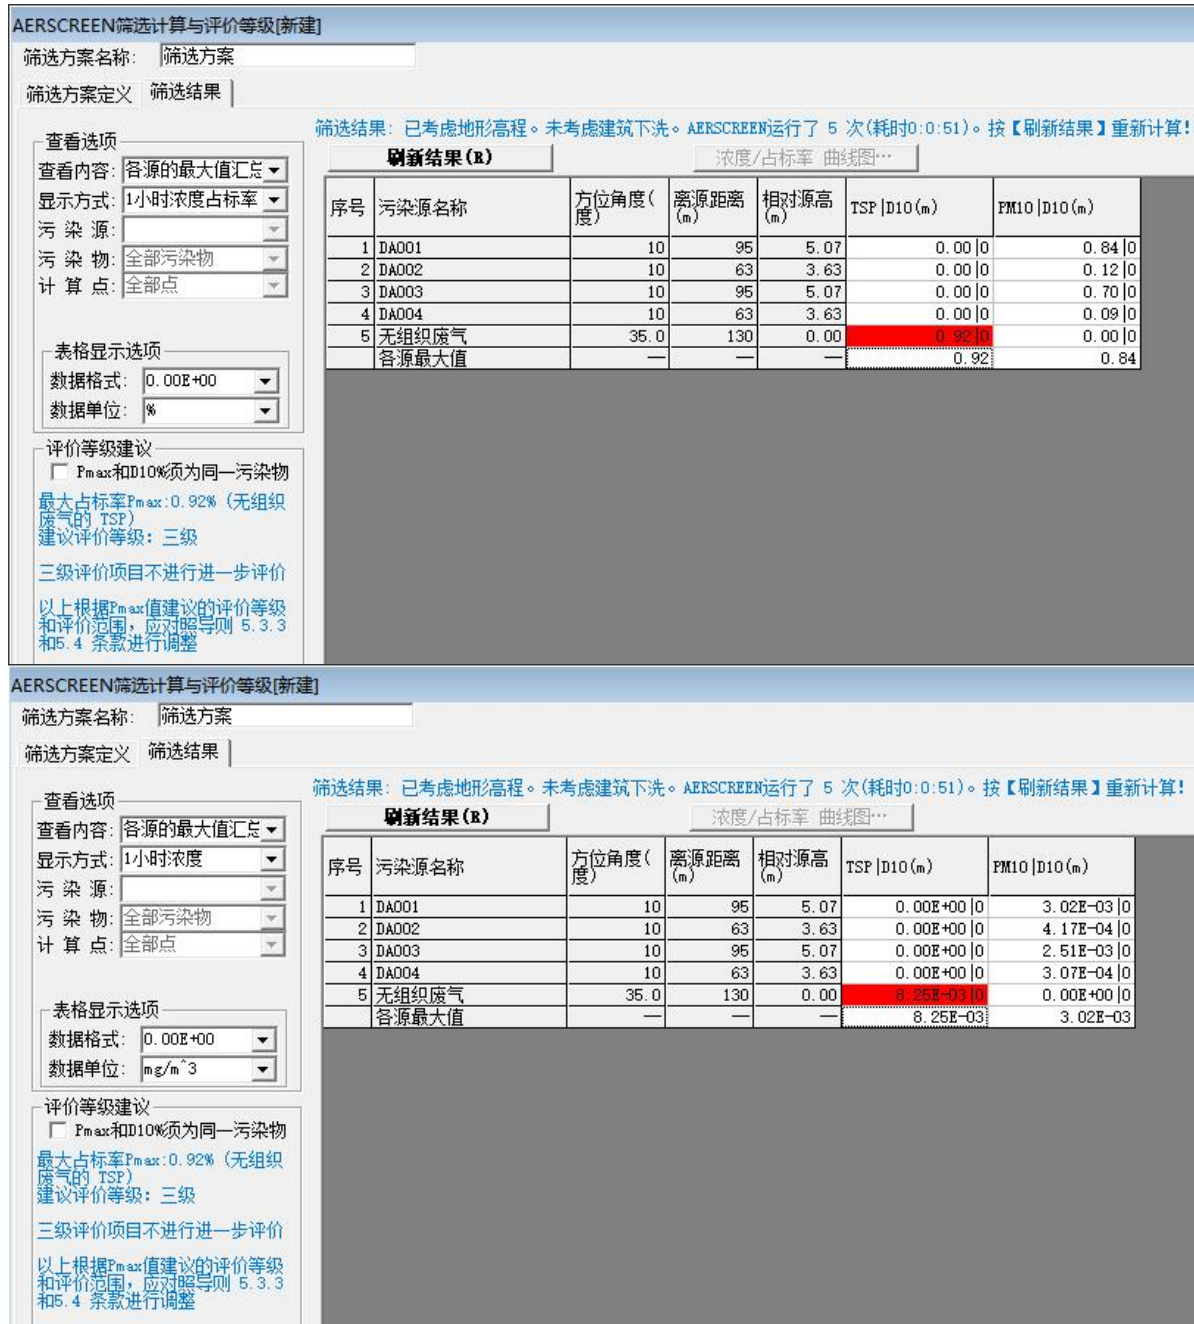 AERSCREEN筛选计算与评价等级[新建]
筛选方案名称: 筛选方案
筛选方案定义 筛选结果
筛选结果: 已考虑地形高程。未考虑建筑下洗。AERSCREEN运行了 5 次(耗时0:0:51)。按【刷新结果】重新计算!
查看选项
查看内容: 各源的最大值汇总
显示方式: 1小时浓度占标率
污 染 源:
污 染 物: 全部污染物
计 算 点: 全部点
表格显示选项
数据格式: 0.00E+00
数据单位: %
评价等级建议
Pmax和D10%须为同一污染物
最大占标率Pmax:0.92% (无组织
废气的 TSP)
建议评价等级: 三级
三级评价项目不进行进一步评价
以上根据Pmax值建议的评价等级
和评价范围,应对照导则 5.3.3
和5.4 条款进行调整
刷新结果(R) 浓度/占标率 曲线图…
序号 污染源名称 方位角度(度) 离源距离(m) 相对源高(m) TSP|D10(m) PM10|D10(m)
1 DA001 10 95 5.07 0.00|0 0.84|0
2 DA002 10 63 3.63 0.00|0 0.12|0
3 DA003 10 95 5.07 0.00|0 0.70|0
4 DA004 10 63 3.63 0.00|0 0.09|0
5 无组织废气 35.0 130 0.00 0.92|0 0.00|0
各源最大值 — — — 0.92 0.84
AERSCREEN筛选计算与评价等级[新建]
筛选方案名称: 筛选方案
筛选方案定义 筛选结果
筛选结果: 已考虑地形高程。未考虑建筑下洗。AERSCREEN运行了 5 次(耗时0:0:51)。按【刷新结果】重新计算!
查看选项
查看内容: 各源的最大值汇总
显示方式: 1小时浓度
污 染 源:
污 染 物: 全部污染物
计 算 点: 全部点
表格显示选项
数据格式: 0.00E+00
数据单位: mg/m^3
评价等级建议
Pmax和D10%须为同一污染物
最大占标率Pmax:0.92% (无组织
废气的 TSP)
建议评价等级: 三级
三级评价项目不进行进一步评价
以上根据Pmax值建议的评价等级
和评价范围,应对照导则 5.3.3
和5.4 条款进行调整
刷新结果(R) 浓度/占标率 曲线图…
序号 污染源名称 方位角度(度) 离源距离(m) 相对源高(m) TSP|D10(m) PM10|D10(m)
1 DA001 10 95 5.07 0.00E+00|0 3.02E-03|0
2 DA002 10 63 3.63 0.00E+00|0 4.17E-04|0
3 DA003 10 95 5.07 0.00E+00|0 2.51E-03|0
4 DA004 10 63 3.63 0.00E+00|0 3.07E-04|0
5 无组织废气 35.0 130 0.00 8.25E-03|0 0.00E+00|0
各源最大值 — — — 8.25E-03 3.02E-03